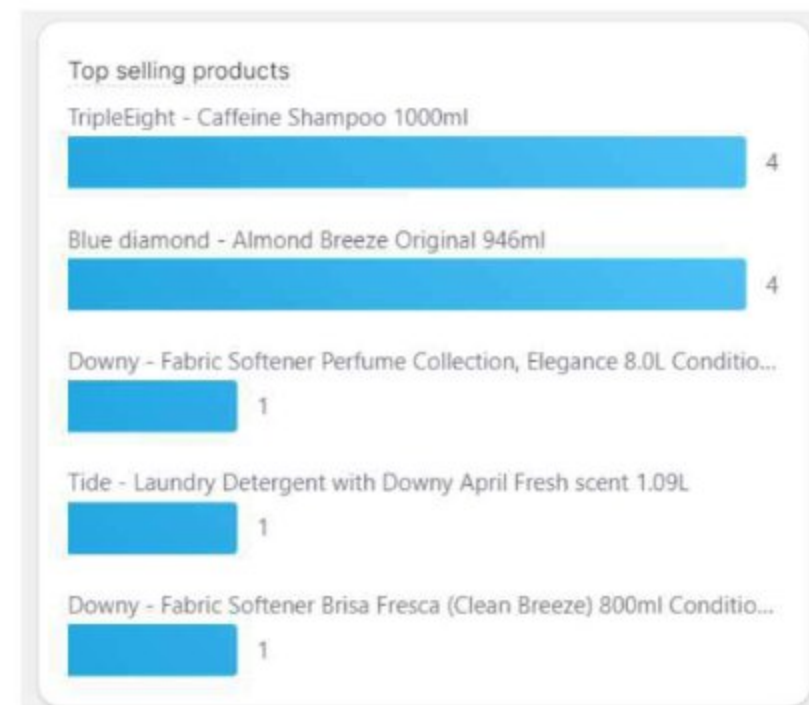 Top selling products
TripleEight - Caffeine Shampoo 1000ml
4
Blue diamond - Almond Breeze Original 946ml
4
Downy - Fabric Softener Perfume Collection, Elegance 8.0L Conditio...
1
Tide - Laundry Detergent with Downy April Fresh scent 1.09L
1
Downy - Fabric Softener Brisa Fresca (Clean Breeze) 800ml Conditio...
1